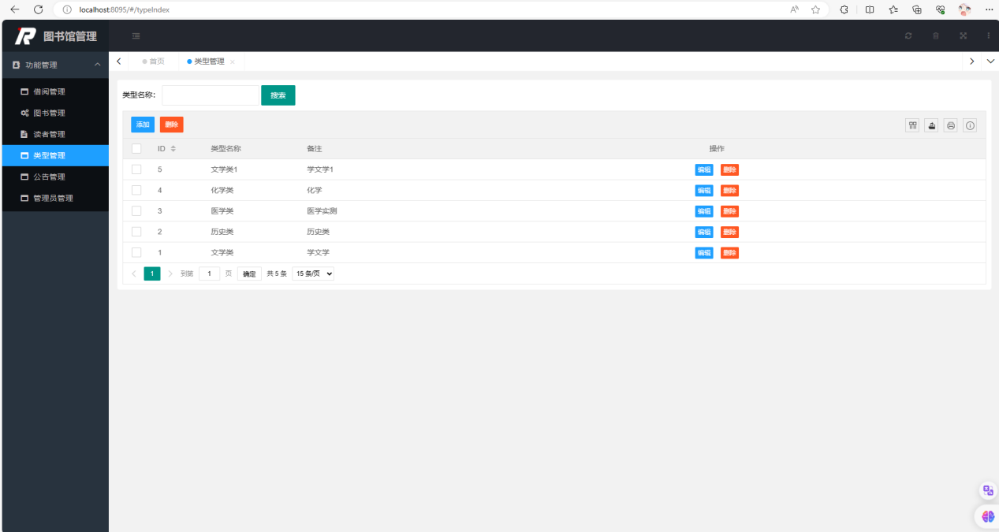 localhost:8095/#/typeIndex
图书馆管理
功能管理
首页
类型管理
借阅管理
图书管理
读者管理
类型管理
公告管理
管理员管理
类型名称:
搜索
添加 删除
ID 类型名称 备注 操作
5 文学类1 学文学1 编辑 删除
4 化学类 化学 编辑 删除
3 医学类 医学实测 编辑 删除
2 历史类 历史类 编辑 删除
1 文学类 学文学 编辑 删除
1 到第 1 页 确定 共 5 条 15 条/页